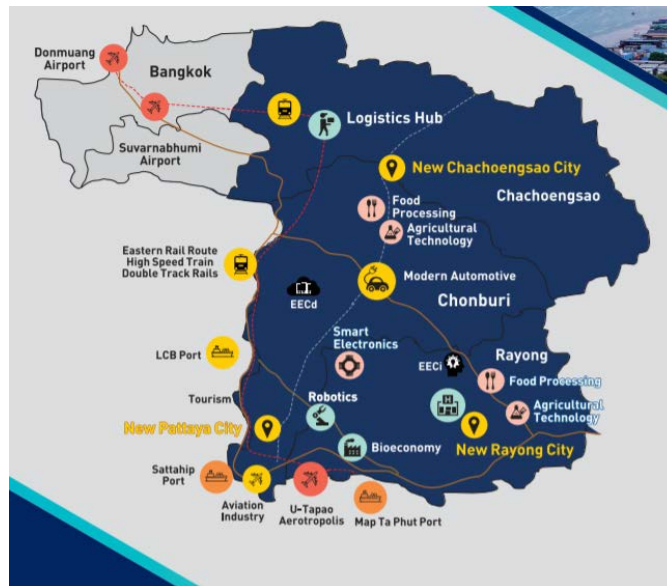 Donmuang
Airport
Bangkok
Suvarnabhumi
Airport
Logistics Hub
New Chachoengsao City
Chachoengsao
Food
Processing
Agricultural
Technology
Eastern Rail Route
High Speed Train
Double Track Rails
EECd
Modern Automotive
Chonburi
LCB Port
Smart
Electronics
EECi
Rayong
Food Processing
Tourism
Robotics
H
Agricultural
Technology
New Pattaya City
Bioeconomy
New Rayong City
Sattahip
Port
Aviation
Industry
U-Tapao
Aerotropolis
Map Ta Phut Port